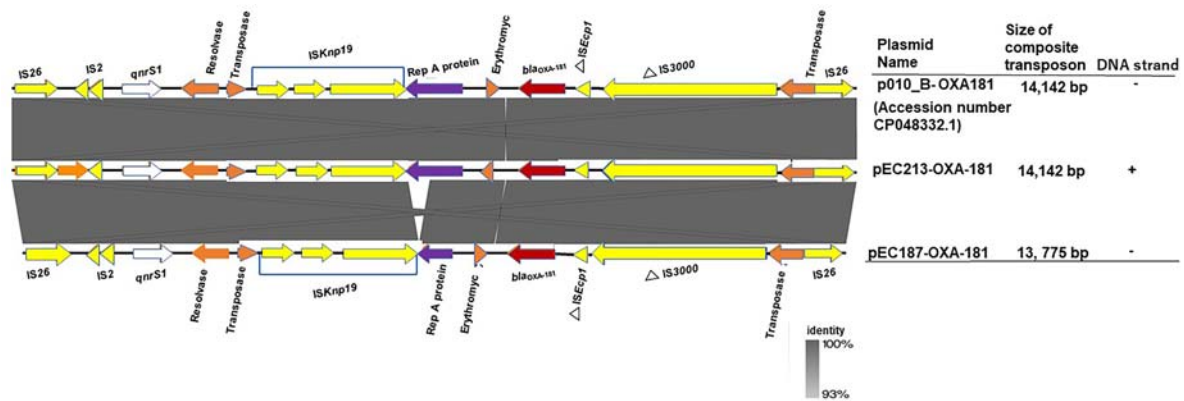 IS26
IS2
qnrS1
Resolvase
Transposase
ISKnp19
Rep A protein
Erythromyc
blaOXA-181
△ ISEcp1
△ IS3000
Transposase
IS26
Plasmid Name
Size of composite transposon
DNA strand
p010_B- OXA181
14,142 bp
-
(Accession number
CP048332.1)
pEC213-OXA-181
14,142 bp
+
pEC187-OXA-181
13, 775 bp
-
IS26
IS2
qnrS1
Resolvase
Transposase
ISKnp19
Rep A protein
Erythromyc
blaOXA-181
△ ISEcp1
△ IS3000
Transposase
IS26
identity
100%
93%